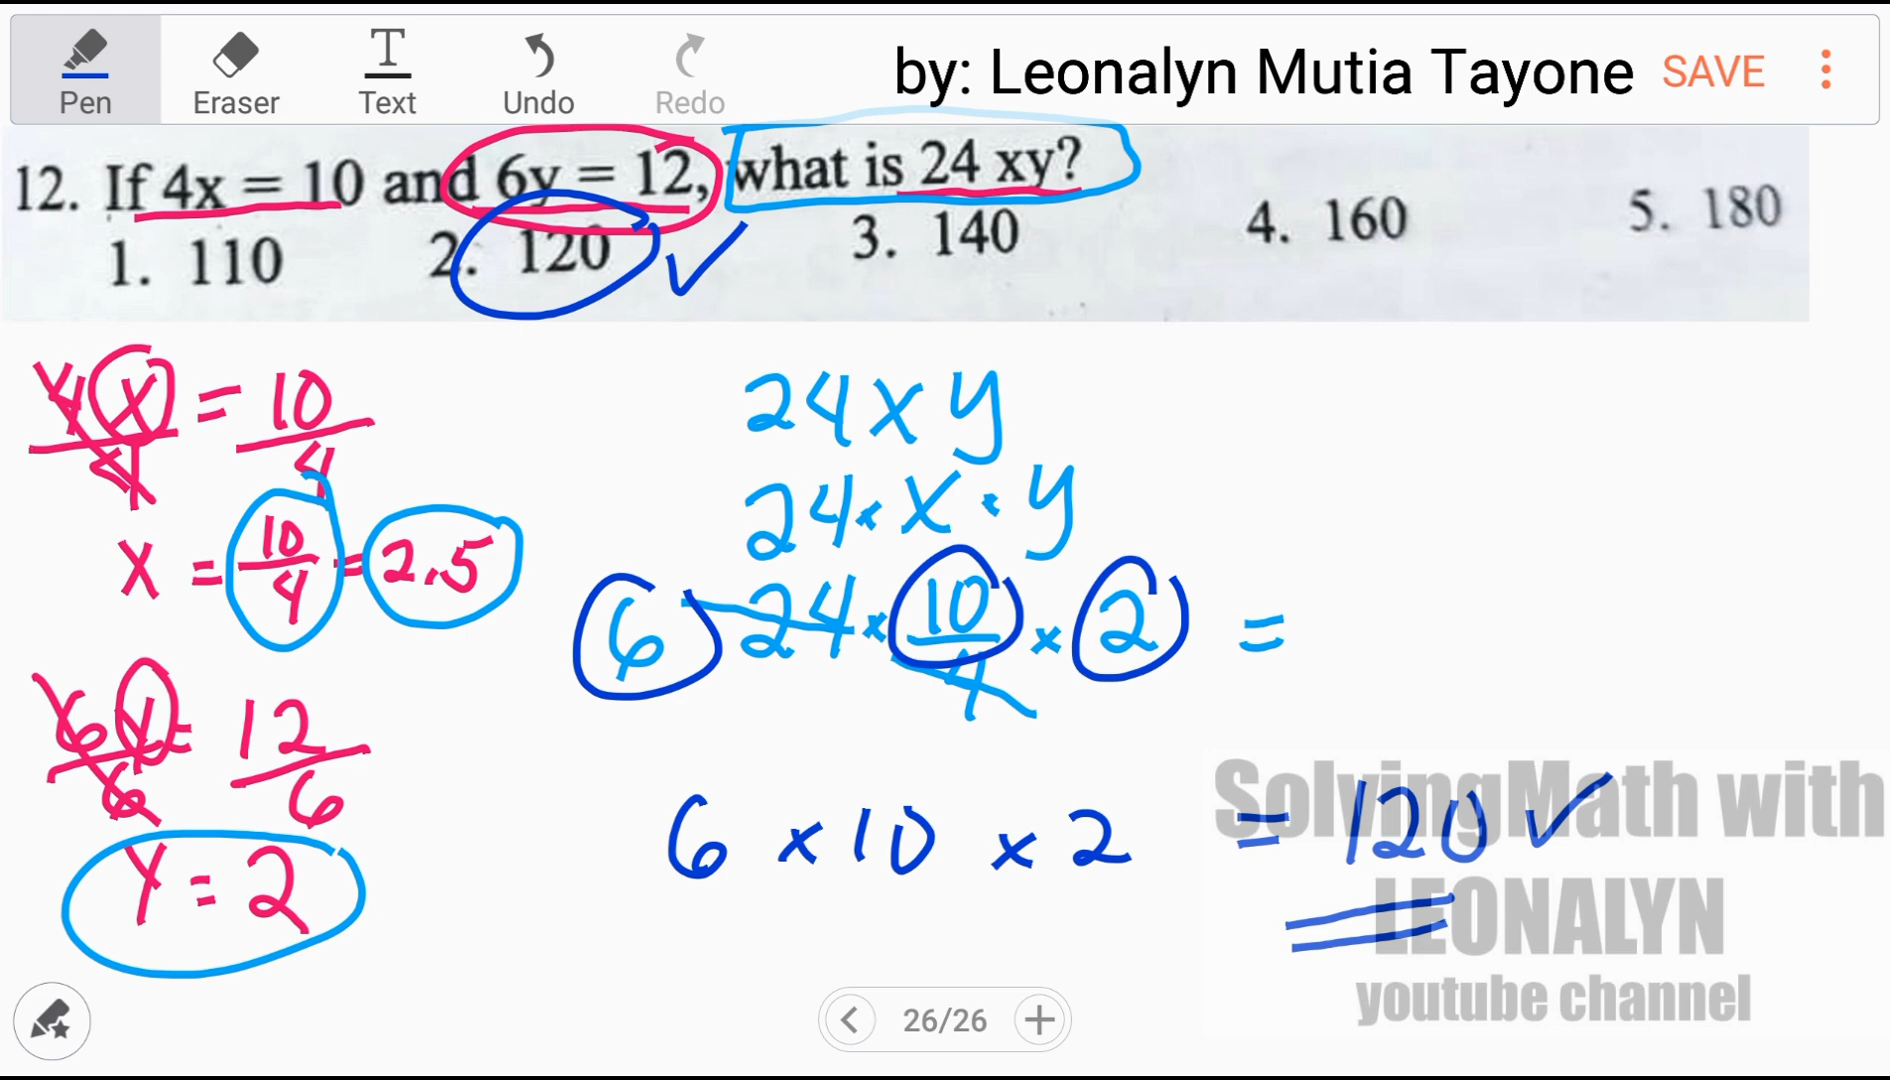 by: Leonalyn Mutia Tayone
SAVE
Pen
Eraser
Text
Undo
Redo
12. If 4x = 10 and 6y = 12, what is 24 xy?
1. 110
2. 120
3. 140
4. 160
5. 180
4x/4 = 10/4
x = 10/4 = 2.5
6y/6 = 12/6
y = 2
24xy
24 · x · y
6 24 × 10/4 × 2 =
6 × 10 × 2 = 120 ✓
SolvingMath with
LEONALYN
youtube channel
26/26